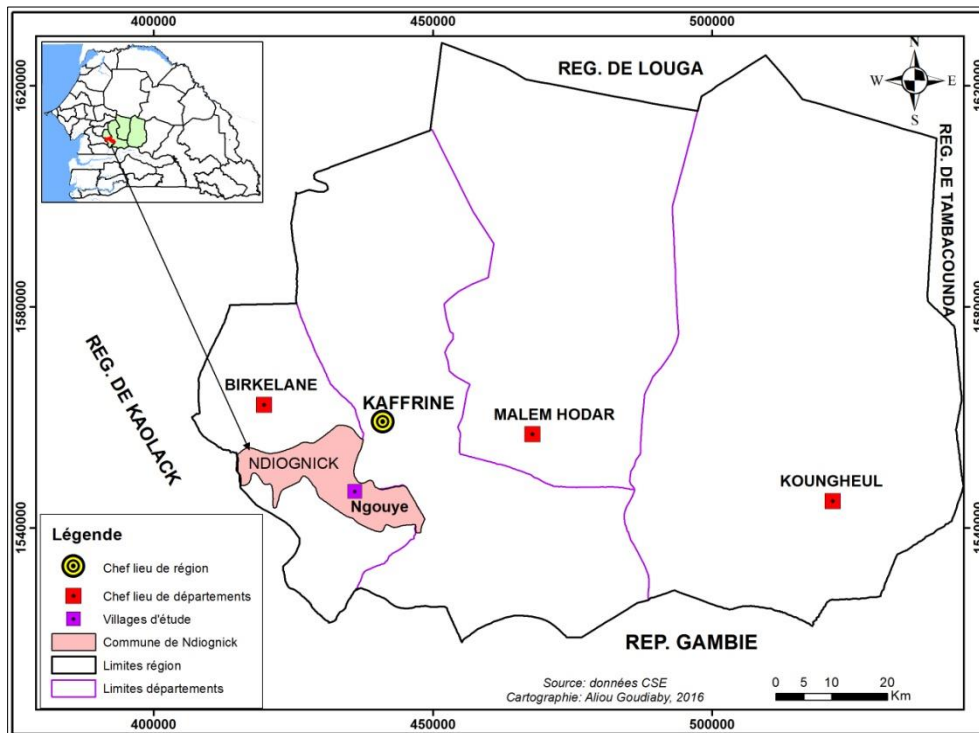 400000 450000 500000
N
W E
S
REG. DE LOUGA
1620000 1620000
REG. DE TAMBACOUNDA
1580000 1580000
REG. DE KAOLACK
BIRKELANE
KAFFRINE
MALEM HODAR
NDIOGNICK
KOUNGHEUL
Ngouye
1540000 1540000
Légende
Chef lieu de région
Chef lieu de départements
Villages d'étude
Commune de Ndiognick
Limites région
Limites départements
REP. GAMBIE
Source: données CSE
Cartographie: Aliou Goudiaby, 2016
0 5 10 20
Km
400000 450000 500000